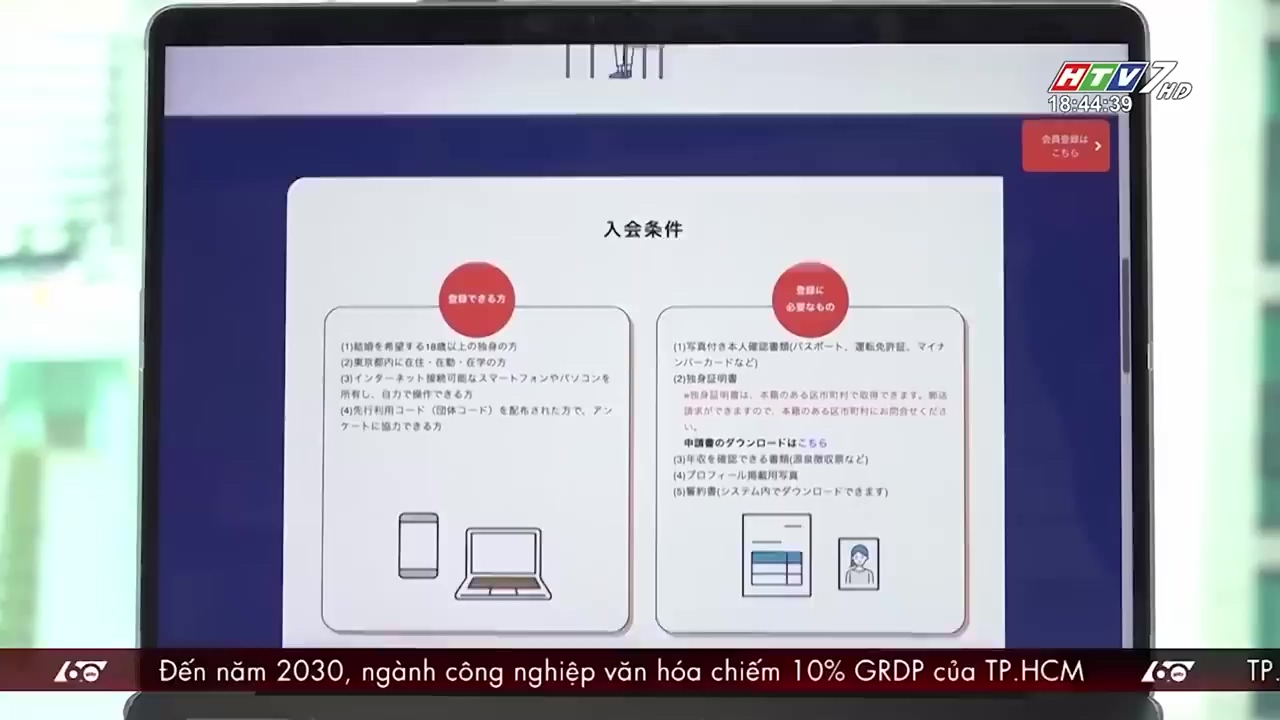 HTV7
HD
18:44:39
会員登録は
こちら
入会条件
登録できる方
(1)結婚を希望する18歳以上の独身の方
(2)東京都内に在住・在勤・在学の方
(3)インターネット接続可能なスマートフォンやパソコンを
所有し、自力で操作できる方
(4)先行利用コード（団体コード）を配布された方で、アン
ケートに協力できる方
登録に
必要なもの
(1)写真付き本人確認書類(パスポート、運転免許証、マイナ
ンバーカードなど)
(2)独身証明書
※独身証明書は、本籍のある区市町村で取得できます。郵送
請求ができますので、本籍のある区市町村にお問合せくださ
い。
申請書のダウンロードはこちら
(3)年収を確認できる書類(源泉徴収票など)
(4)プロフィール掲載用写真
(5)誓約書(システム内でダウンロードできます)
60
Đến năm 2030, ngành công nghiệp văn hóa chiếm 10% GRDP của TP.HCM
60
TP.